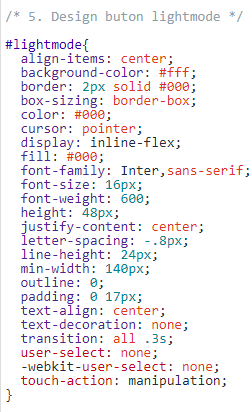 /* 5. Design buton lightmode */
#lightmode{
align-items: center;
background-color: #fff;
border: 2px solid #000;
box-sizing: border-box;
color: #000;
cursor: pointer;
display: inline-flex;
fill: #000;
font-family: Inter,sans-serif;
font-size: 16px;
font-weight: 600;
height: 48px;
justify-content: center;
letter-spacing: -.8px;
line-height: 24px;
min-width: 140px;
outline: 0;
padding: 0 17px;
text-align: center;
text-decoration: none;
transition: all .3s;
user-select: none;
-webkit-user-select: none;
touch-action: manipulation;
}